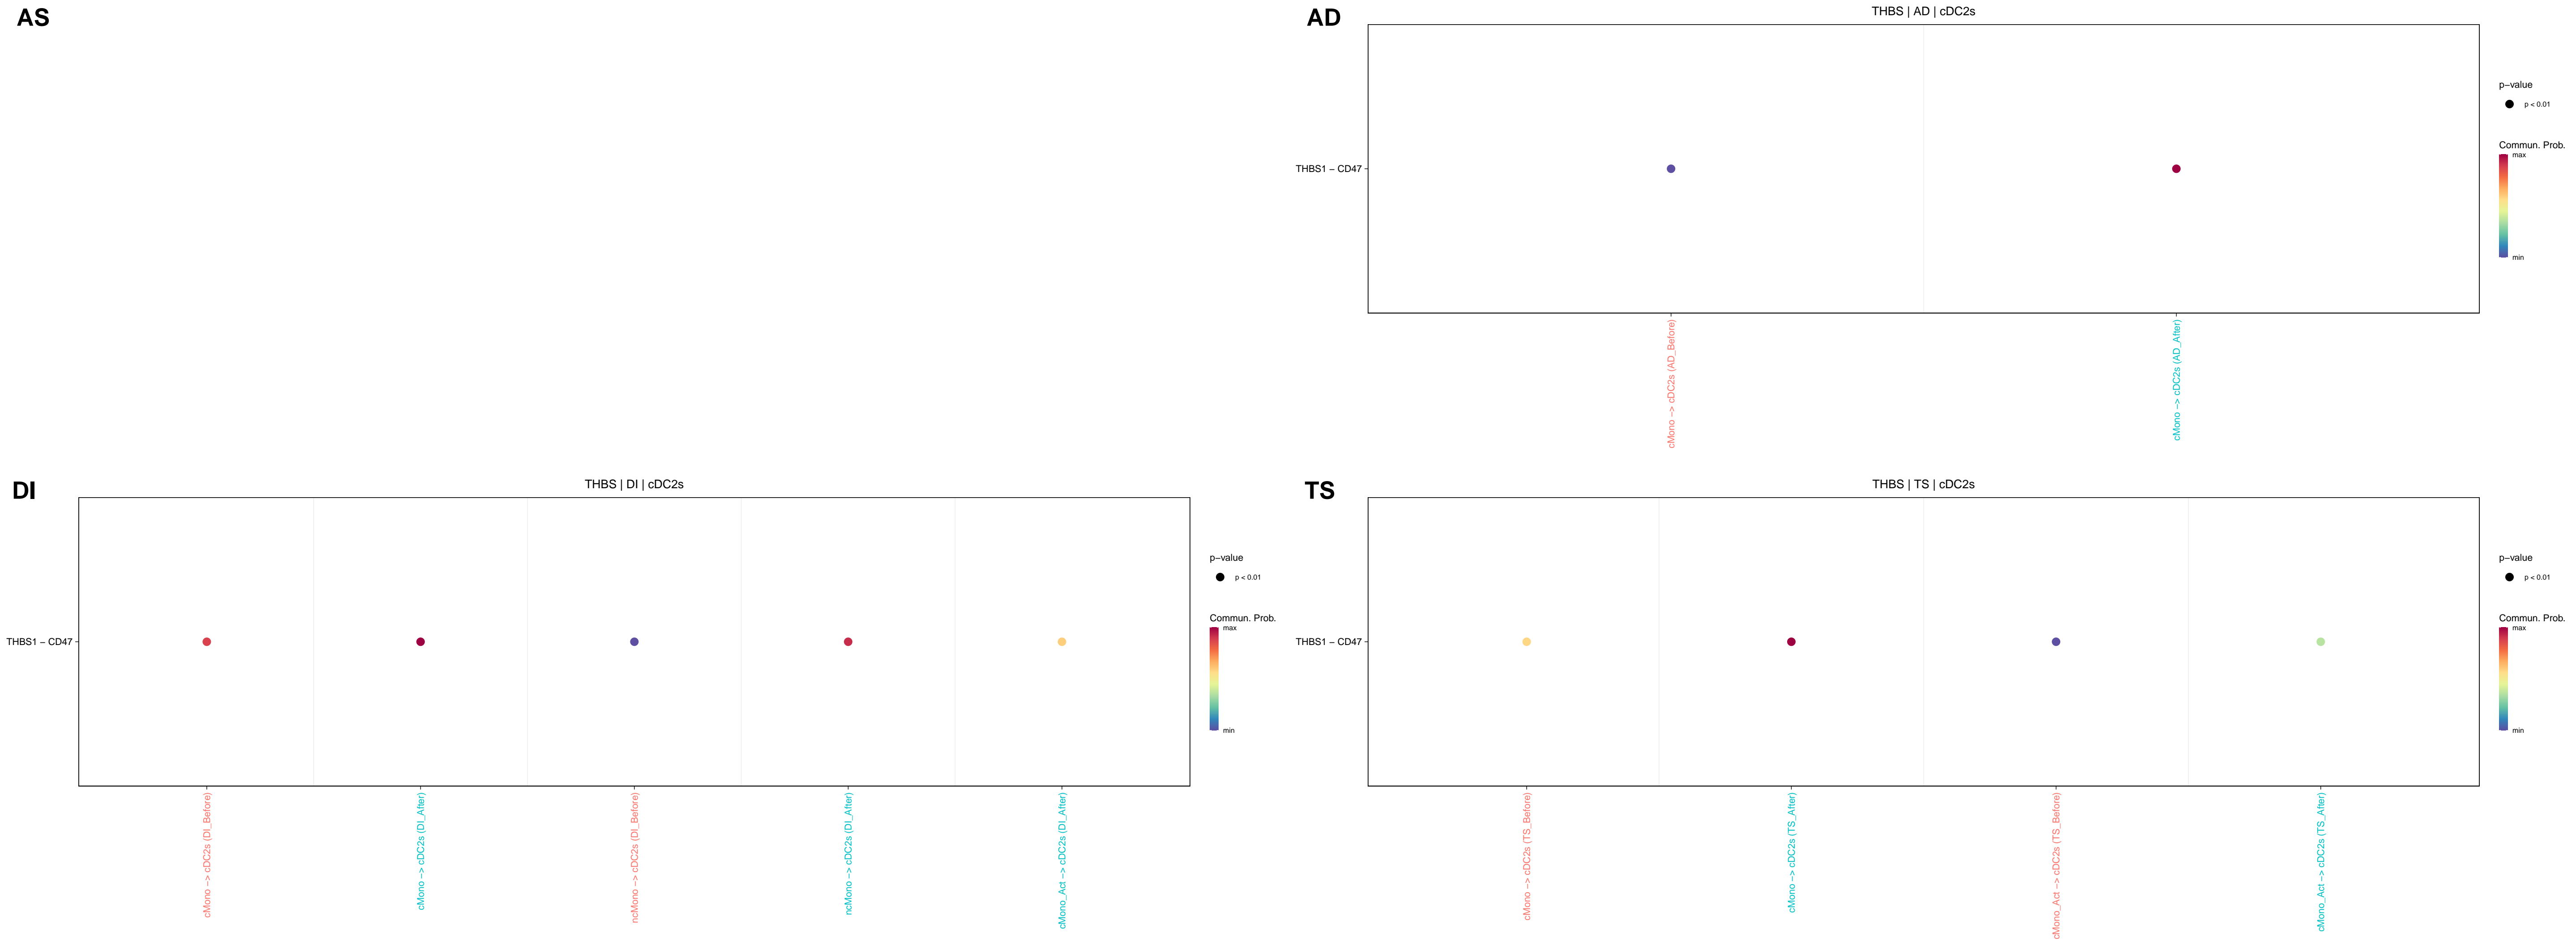 AS
AD
THBS | AD | cDC2s
THBS1 – CD47
cMono –> cDC2s (AD_Before)
cMono –> cDC2s (AD_After)
p–value
p < 0.01
Commun. Prob.
max
min
DI
THBS | DI | cDC2s
THBS1 – CD47
cMono –> cDC2s (DI_Before)
cMono –> cDC2s (DI_After)
ncMono –> cDC2s (DI_Before)
ncMono –> cDC2s (DI_After)
cMono_Act –> cDC2s (DI_After)
p–value
p < 0.01
Commun. Prob.
max
min
TS
THBS | TS | cDC2s
THBS1 – CD47
cMono –> cDC2s (TS_Before)
cMono –> cDC2s (TS_After)
cMono_Act –> cDC2s (TS_Before)
cMono_Act –> cDC2s (TS_After)
p–value
p < 0.01
Commun. Prob.
max
min